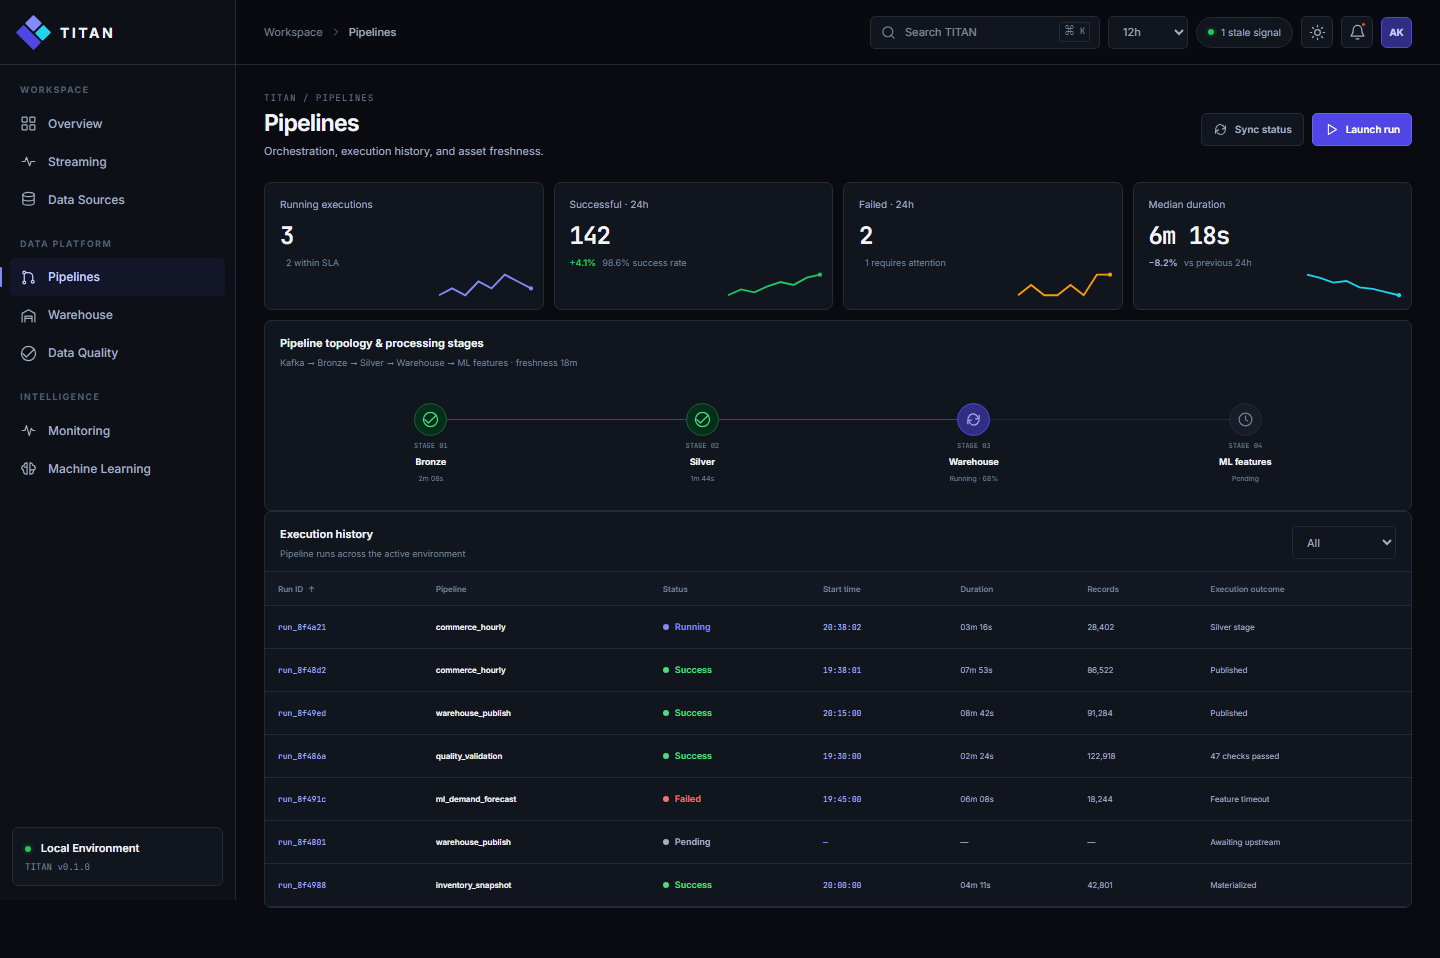 TITAN
Workspace > Pipelines
Search TITAN ⌘ K
12h
1 stale signal
AK
WORKSPACE
Overview
Streaming
Data Sources
DATA PLATFORM
Pipelines
Warehouse
Data Quality
INTELLIGENCE
Monitoring
Machine Learning
Local Environment
TITAN v0.1.0
TITAN / PIPELINES
Pipelines
Orchestration, execution history, and asset freshness.
Sync status
Launch run
Running executions
3
2 within SLA
Successful · 24h
142
+4.1% 98.6% success rate
Failed · 24h
2
1 requires attention
Median duration
6m 18s
−8.2% vs previous 24h
Pipeline topology & processing stages
Kafka → Bronze → Silver → Warehouse → ML features · freshness 18m
STAGE 01
Bronze
2m 08s
STAGE 02
Silver
1m 44s
STAGE 03
Warehouse
Running · 68%
STAGE 04
ML features
Pending
Execution history
Pipeline runs across the active environment
All
Run ID ↑ Pipeline Status Start time Duration Records Execution outcome
run_8f4a21 commerce_hourly Running 20:38:02 03m 16s 28,402 Silver stage
run_8f48d2 commerce_hourly Success 19:38:01 07m 53s 86,522 Published
run_8f49ed warehouse_publish Success 20:15:00 08m 42s 91,284 Published
run_8f486a quality_validation Success 19:30:00 02m 24s 122,918 47 checks passed
run_8f491c ml_demand_forecast Failed 19:45:00 06m 08s 18,244 Feature timeout
run_8f4801 warehouse_publish Pending — — — Awaiting upstream
run_8f4988 inventory_snapshot Success 20:00:00 04m 11s 42,801 Materialized